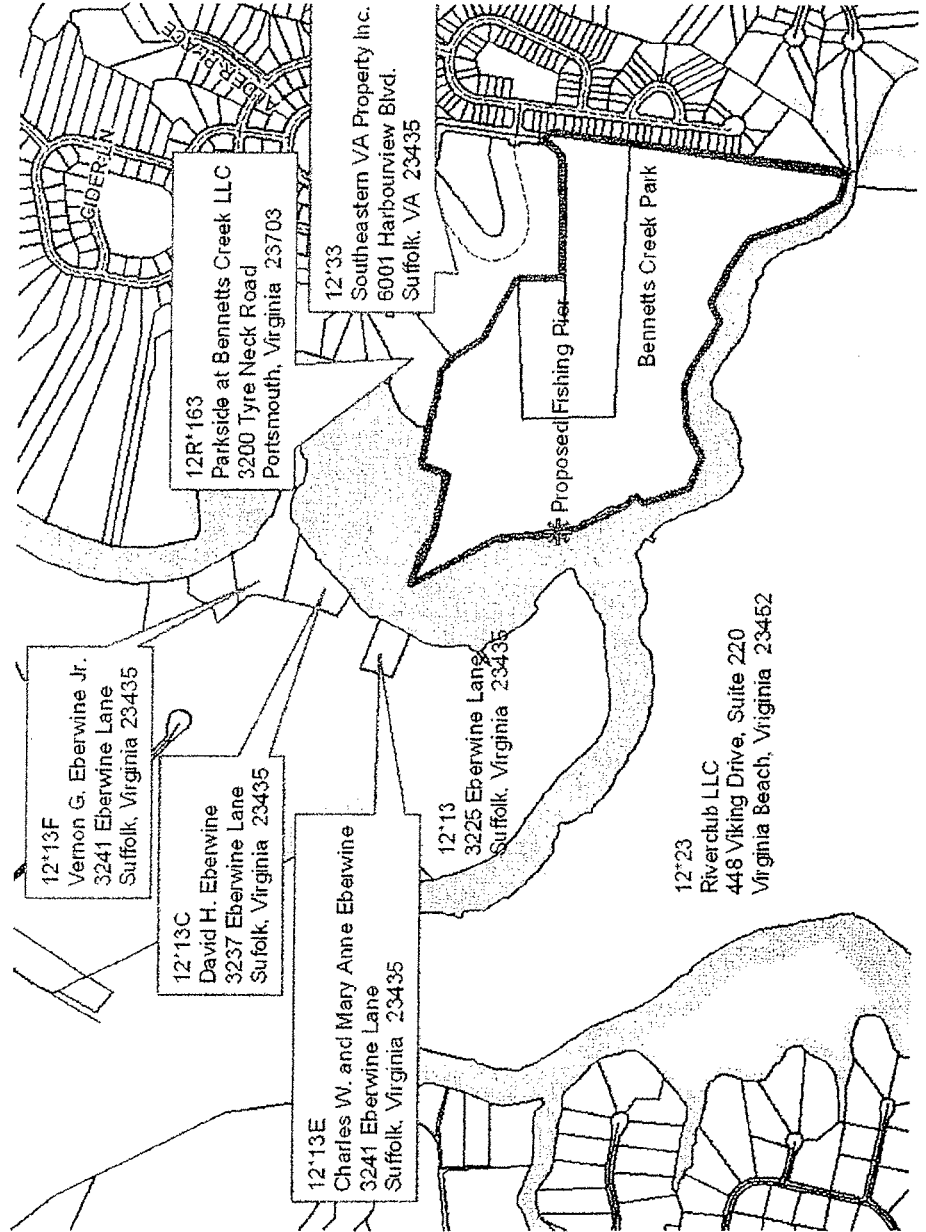 12*13F
Vernon G. Eberwine Jr.
3241 Eberwine Lane
Suffolk, Virginia 23435
12*13C
David H. Eberwine
3237 Eberwine Lane
Suffolk, Virginia 23435
12*13E
Charles W. and Mary Anne Eberwine
3241 Eberwine Lane
Suffolk, Virginia 23435
12*13
3225 Eberwine Lane
Suffolk, Virginia 23435
12*23
Riverclub LLC
448 Viking Drive, Suite 220
Virginia Beach, Vriginia 23452
CIDER LN
ALDER PLACE
12R*163
Parkside at Bennetts Creek LLC
3200 Tyre Neck Road
Portsmouth, Virginia 23703
12*33
Southeastern VA Property Inc.
6001 Harbourview Blvd.
Suffolk, VA 23435
Proposed Fishing Pier
Bennetts Creek Park